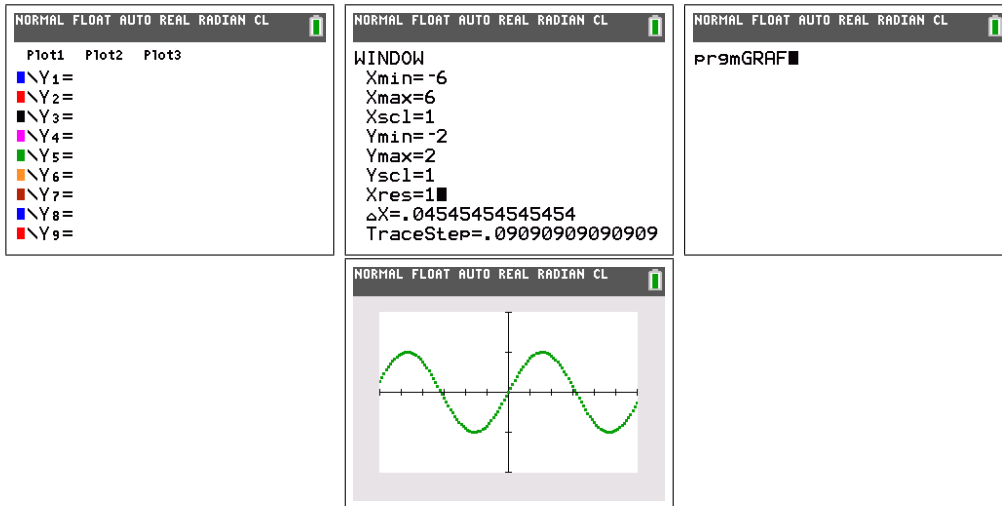 NORMAL FLOAT AUTO REAL RADIAN CL
Plot1 Plot2 Plot3
\Y₁=
\Y₂=
\Y₃=
\Y₄=
\Y₅=
\Y₆=
\Y₇=
\Y₈=
\Y₉=
NORMAL FLOAT AUTO REAL RADIAN CL
WINDOW
Xmin=-6
Xmax=6
Xscl=1
Ymin=-2
Ymax=2
Yscl=1
Xres=1
△X=.04545454545454
TraceStep=.09090909090909
NORMAL FLOAT AUTO REAL RADIAN CL
prgmGRAF
NORMAL FLOAT AUTO REAL RADIAN CL